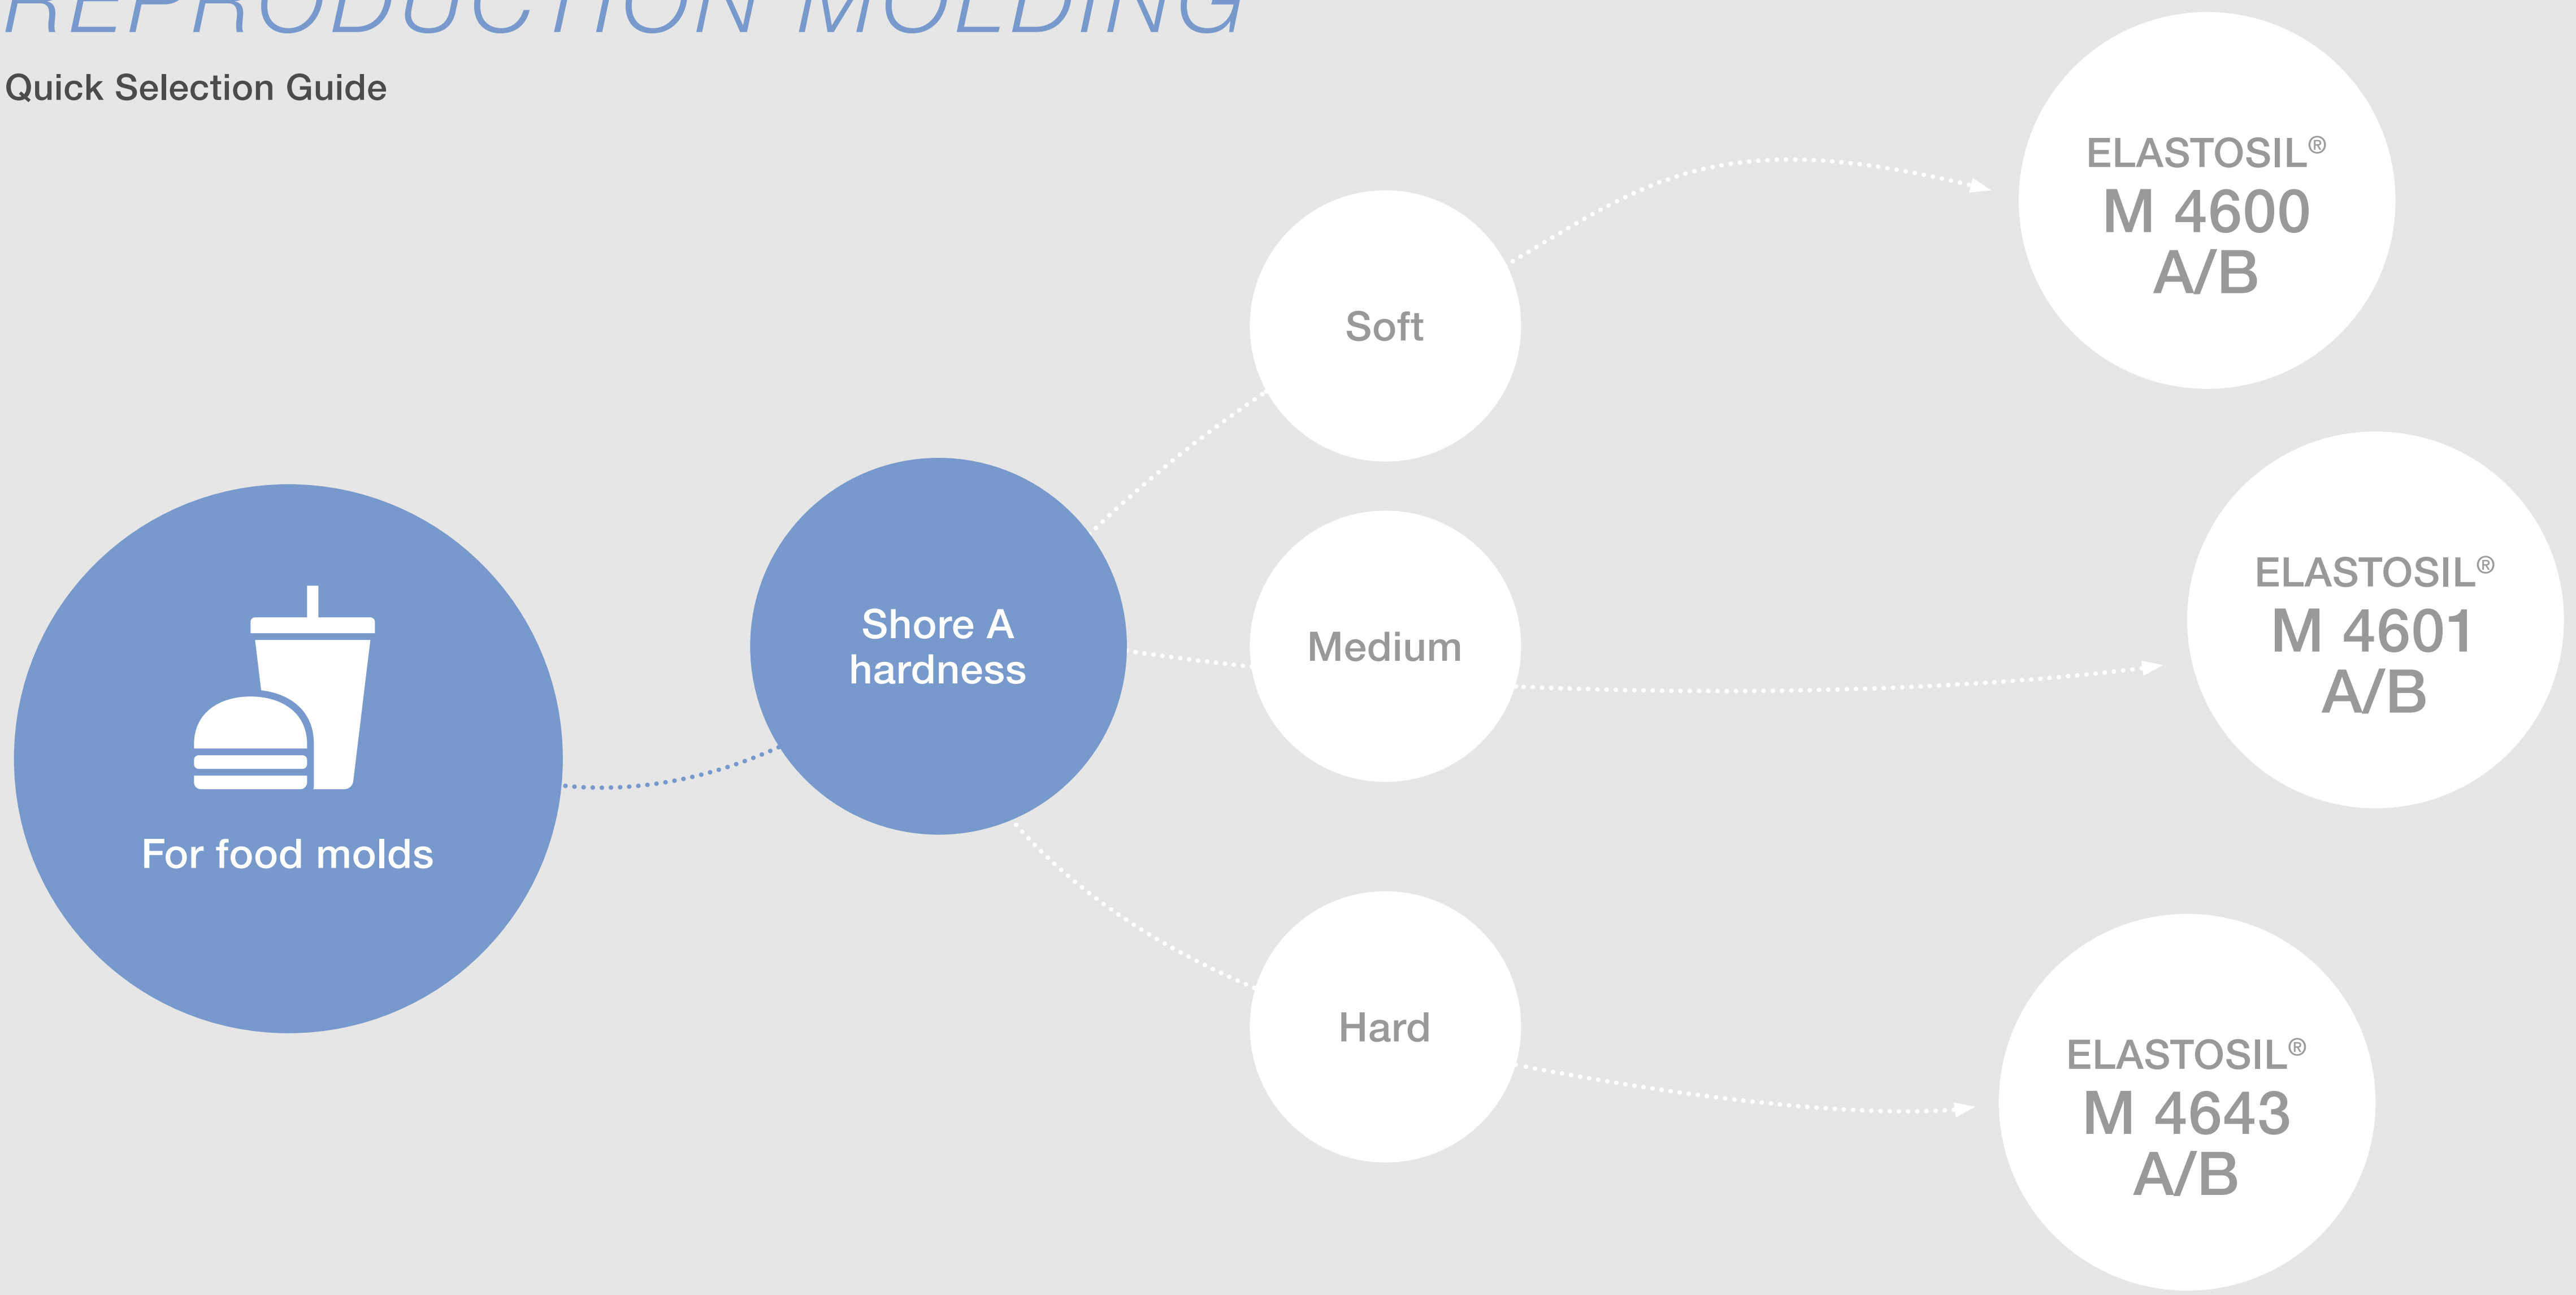 REPRODUCTION MOLDING
Quick Selection Guide
For food molds
Shore A
hardness
Soft
Medium
Hard
ELASTOSIL®
M 4600
A/B
ELASTOSIL®
M 4601
A/B
ELASTOSIL®
M 4643
A/B